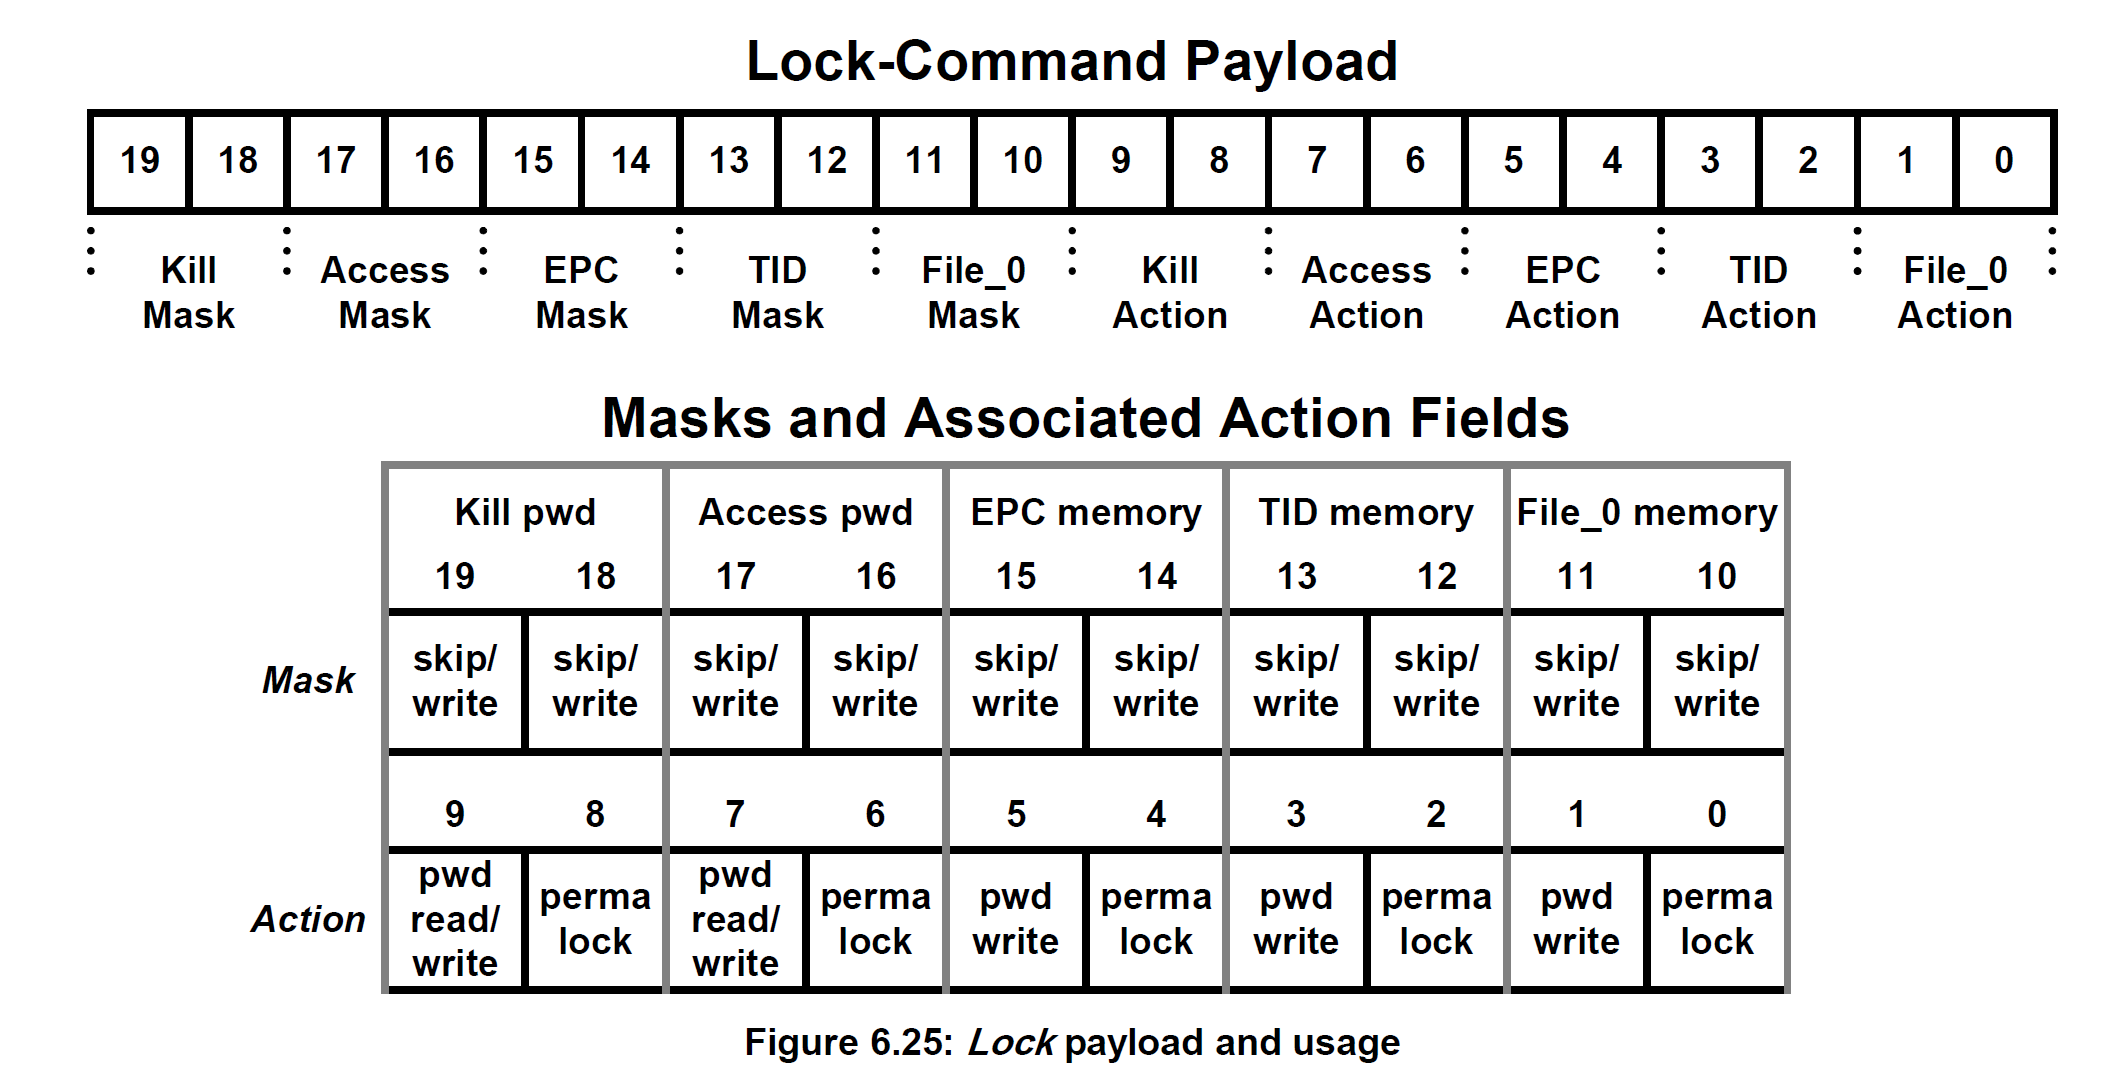 Lock-Command Payload
19 18 17 16 15 14 13 12 11 10 9 8 7 6 5 4 3 2 1 0
Kill Access EPC TID File_0 Kill Access EPC TID File_0
Mask Mask Mask Mask Mask Action Action Action Action Action
Masks and Associated Action Fields
Kill pwd Access pwd EPC memory TID memory File_0 memory
19 18 17 16 15 14 13 12 11 10
Mask
skip/ skip/ skip/ skip/ skip/ skip/ skip/ skip/ skip/ skip/
write write write write write write write write write write
9 8 7 6 5 4 3 2 1 0
Action
pwd perma pwd perma pwd perma pwd perma pwd perma
read/ lock read/ lock write lock write lock write lock
write write
Figure 6.25: Lock payload and usage